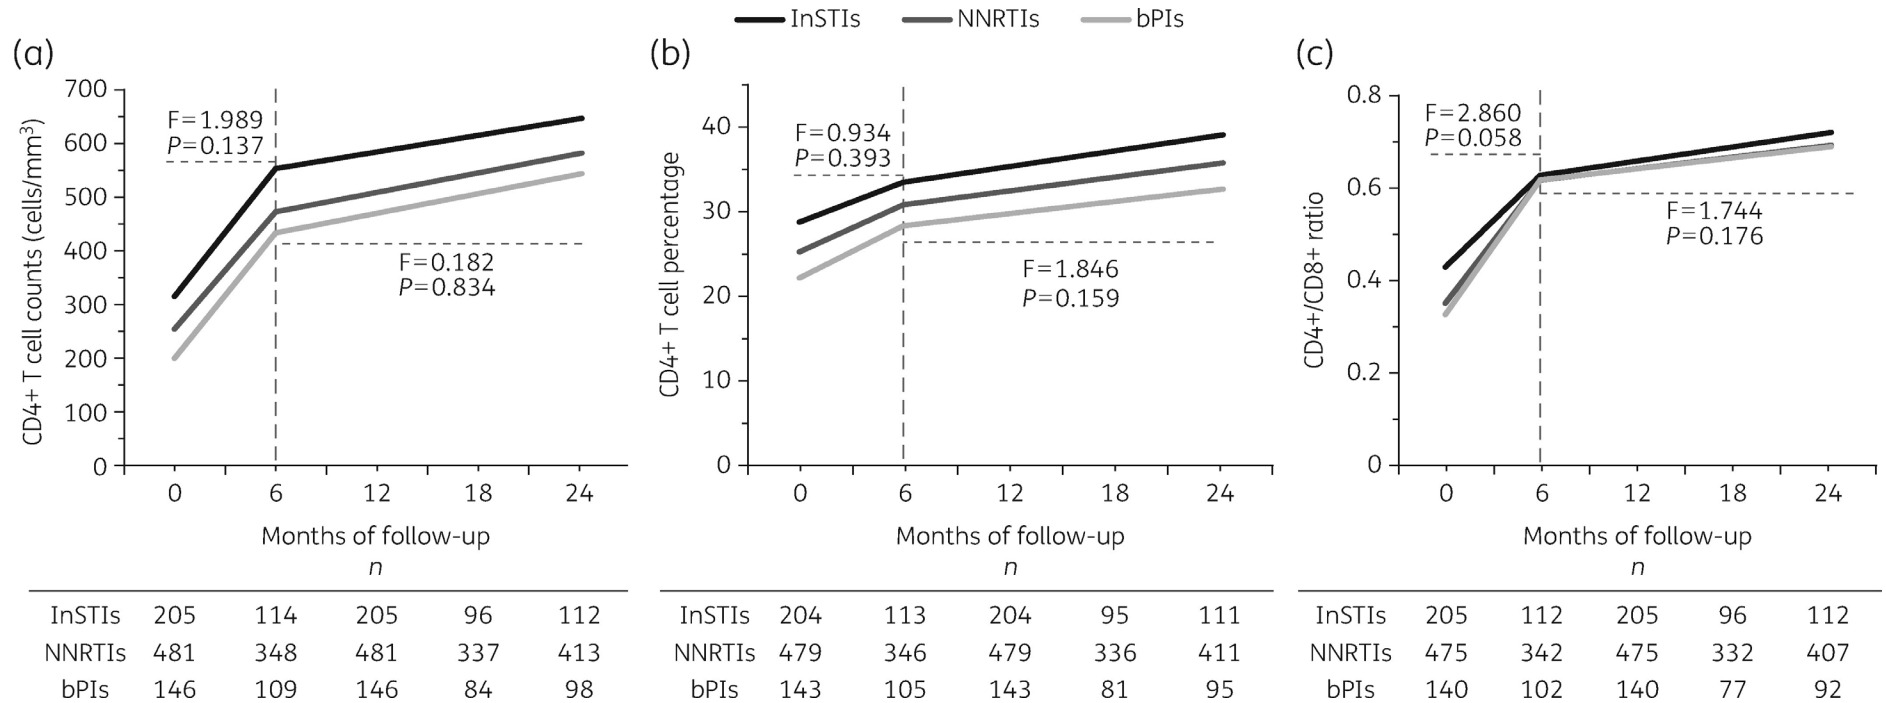 InSTIs NNRTIs bPIs
(a)
CD4+ T cell counts (cells/mm³)
700
600
500
400
300
200
100
0
F=1.989
P=0.137
F=0.182
P=0.834
0 6 12 18 24
Months of follow-up
n
InSTIs 205 114 205 96 112
NNRTIs 481 348 481 337 413
bPIs 146 109 146 84 98
(b)
CD4+ T cell percentage
40
30
20
10
0
F=0.934
P=0.393
F=1.846
P=0.159
0 6 12 18 24
Months of follow-up
n
InSTIs 204 113 204 95 111
NNRTIs 479 346 479 336 411
bPIs 143 105 143 81 95
(c)
CD4+/CD8+ ratio
0.8
0.6
0.4
0.2
0
F=2.860
P=0.058
F=1.744
P=0.176
0 6 12 18 24
Months of follow-up
n
InSTIs 205 112 205 96 112
NNRTIs 475 342 475 332 407
bPIs 140 102 140 77 92